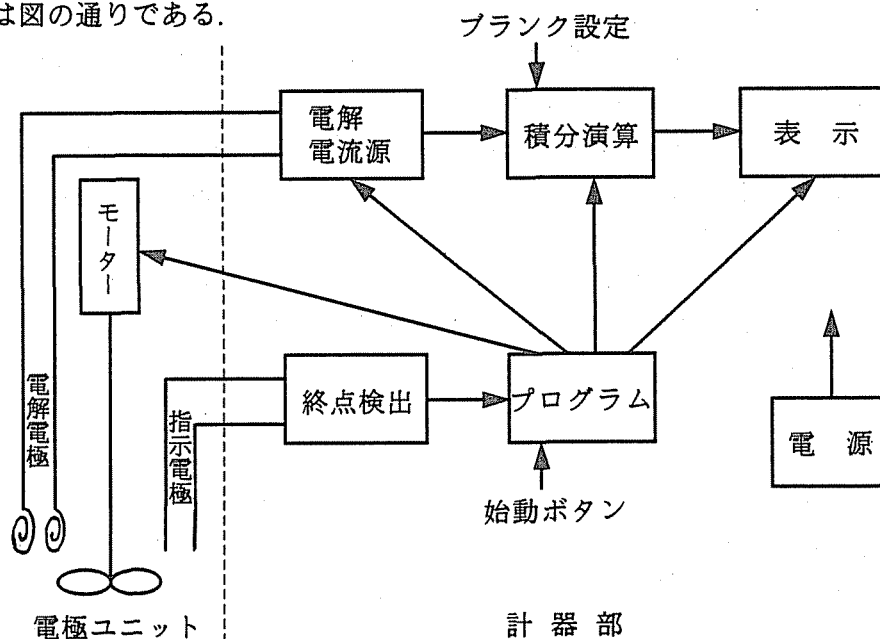 は図の通りである.
ブランク設定
電解
電流源
積分演算
表 示
モーター
電解電極
指示電極
終点検出
プログラム
電 源
始動ボタン
電極ユニット
計 器 部